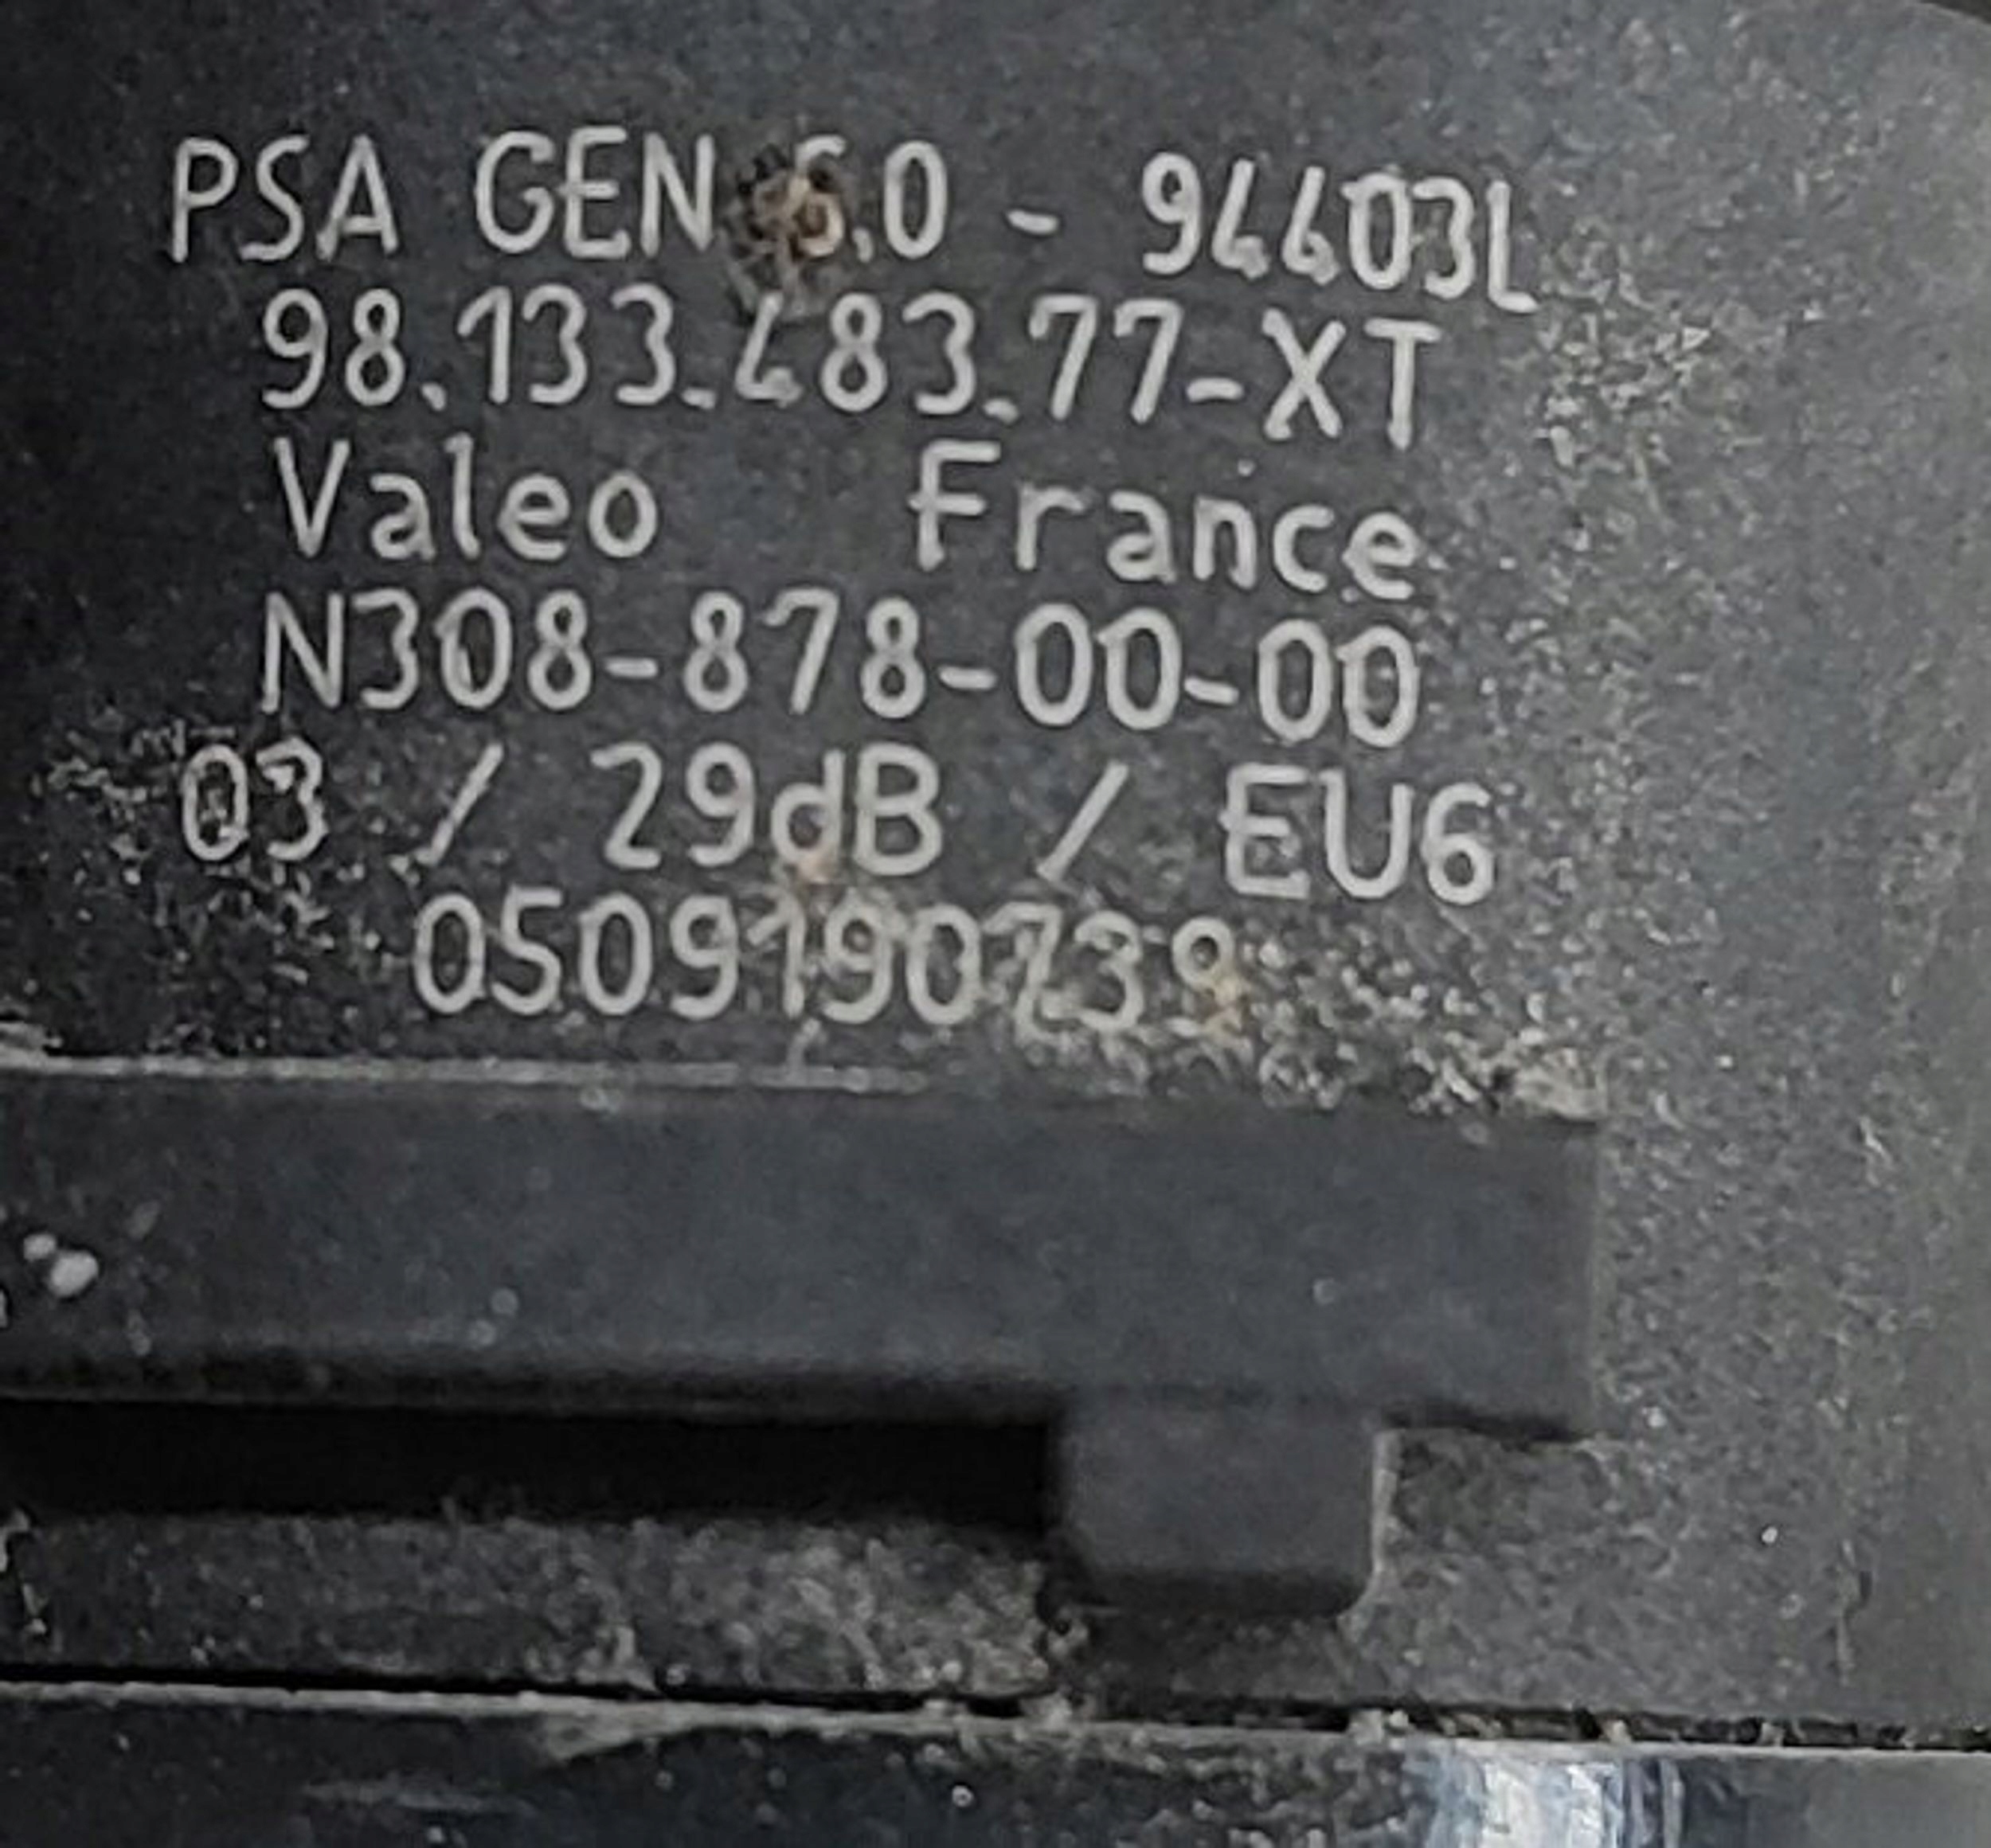 PSA GEN 6.0 - 94403L
98.133.483.77-XT
Valeo France
N308-878-00-00
03 / 29dB / EU6
0509190739